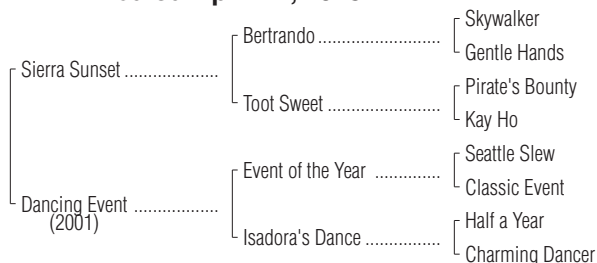 Skywalker
Bertrando ........................
Gentle Hands
Sierra Sunset ...................
Pirate's Bounty
Toot Sweet ......................
Kay Ho
Seattle Slew
Event of the Year ..............
Classic Event
Dancing Event .................
(2001)
Half a Year
Isadora's Dance ...............
Charming Dancer